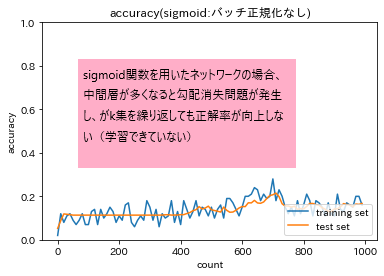 accuracy(sigmoid:バッチ正規化なし)
1.0
0.8
0.6
0.4
0.2
0.0
accuracy
sigmoid関数を用いたネットワークの場合、
中間層が多くなると勾配消失問題が発生
し、がk集を繰り返しても正解率が向上しな
い（学習できていない）
training set
test set
0
200
400
600
800
1000
count